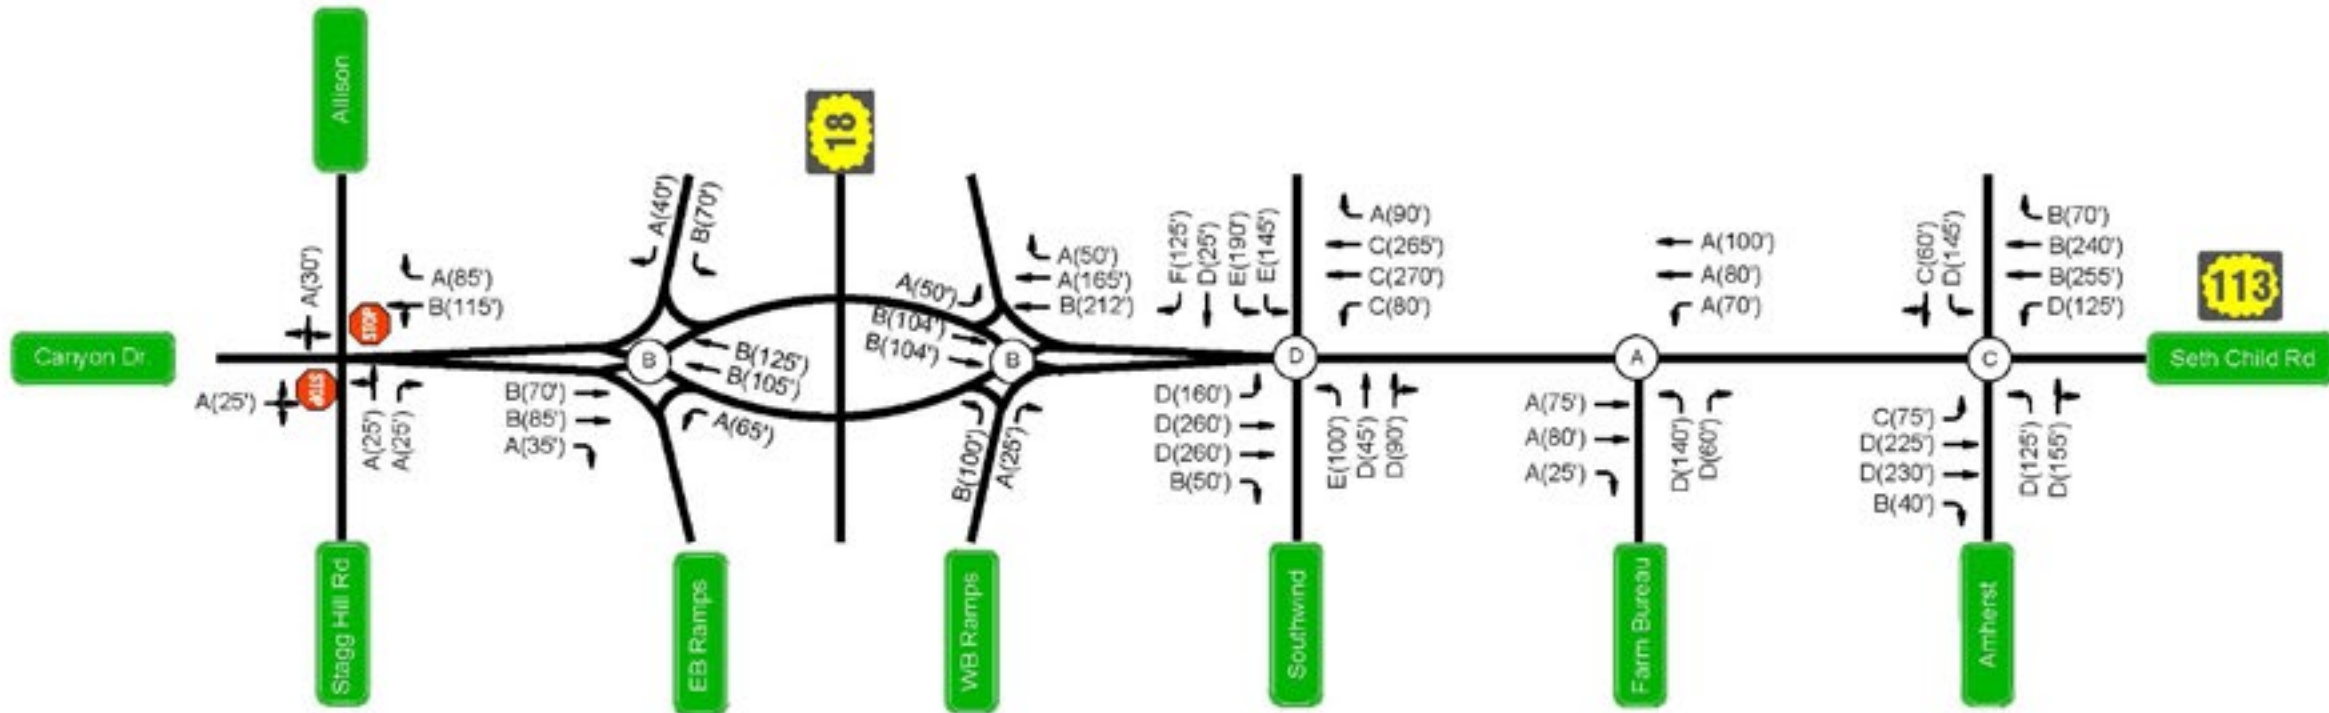 Allison
18
A(30')
A(85')
B(115')
A(40')
B(70')
A(50')
A(50')
A(165')
B(212')
B(104')
B(104')
F(125')
D(25')
E(190')
E(145')
A(90')
C(265')
C(270')
C(80')
A(100')
A(80')
A(70')
C(60')
D(145')
B(70')
B(240')
B(255')
D(125')
113
STOP
Canyon Dr.
B
B
D
A
C
Seth Child Rd
A(25')
STOP
A(25')
A(25')
B(70')
B(85')
A(35')
B(125')
B(105')
A(65')
B(100')
A(25')
D(160')
D(260')
D(260')
B(50')
E(100')
D(45')
D(90')
A(75')
A(80')
A(25')
D(140')
D(60')
C(75')
D(225')
D(230')
B(40')
D(125')
D(155')
Stagg Hill Rd
EB Ramps
WB Ramps
Southwind
Farm Bureau
Amherst